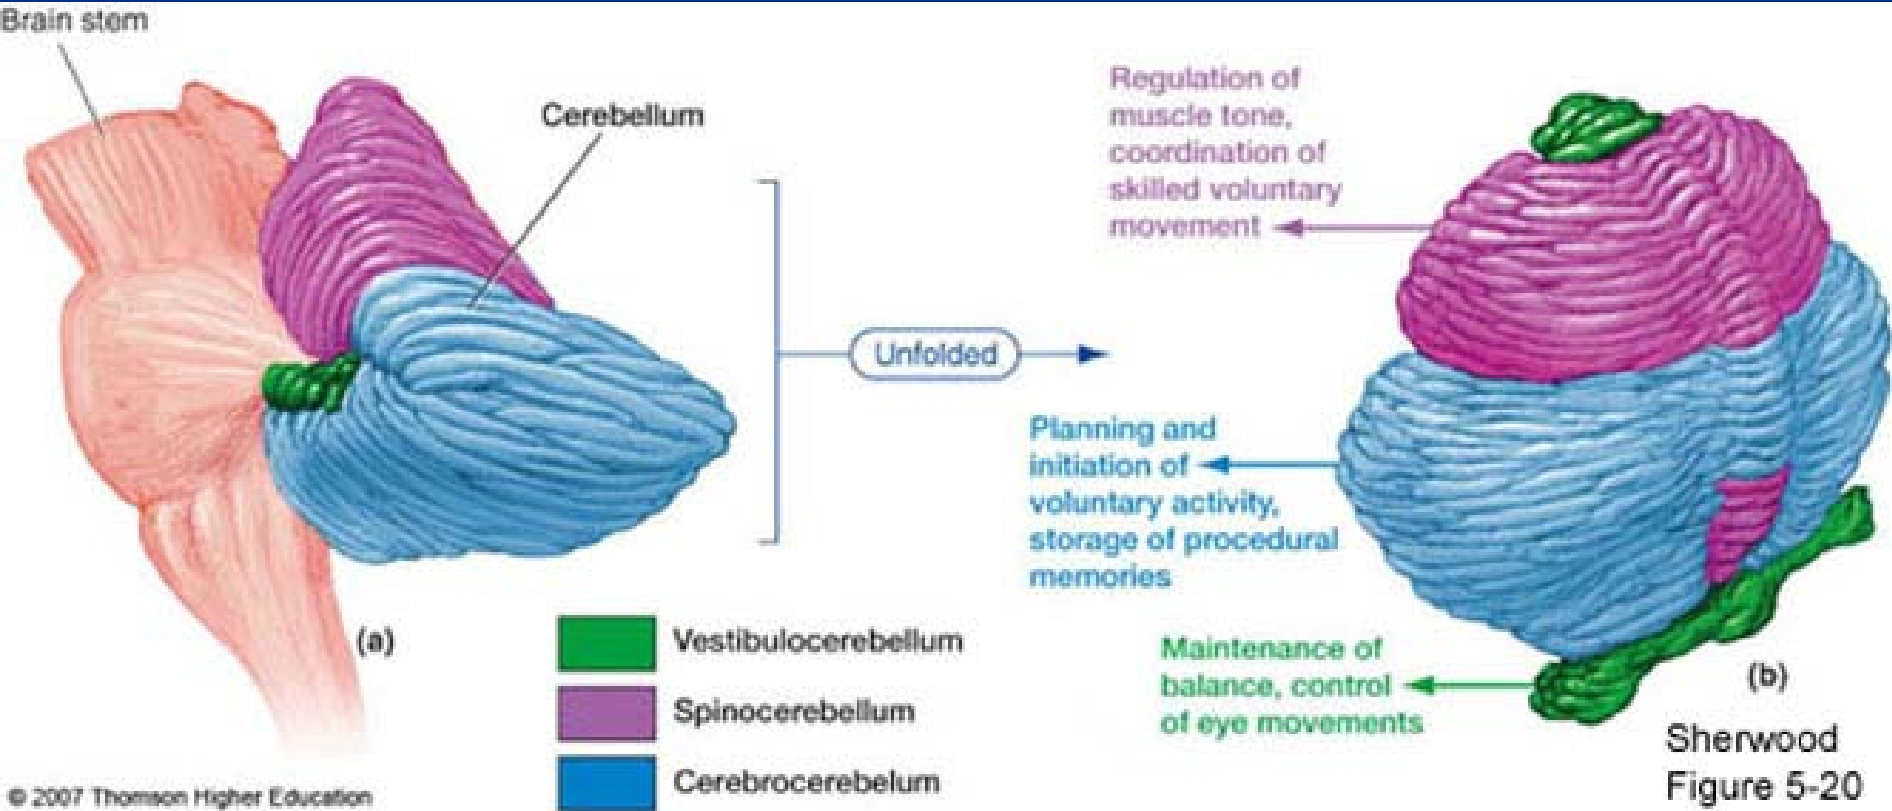 Brain stem
Cerebellum
(a)
Unfolded
Regulation of
muscle tone,
coordination of
skilled voluntary
movement
Planning and
initiation of
voluntary activity,
storage of procedural
memories
Maintenance of
balance, control
of eye movements
(b)
Vestibulocerebellum
Spinocerebellum
Cerebrocerebelum
Sherwood
Figure 5-20
© 2007 Thomson Higher Education